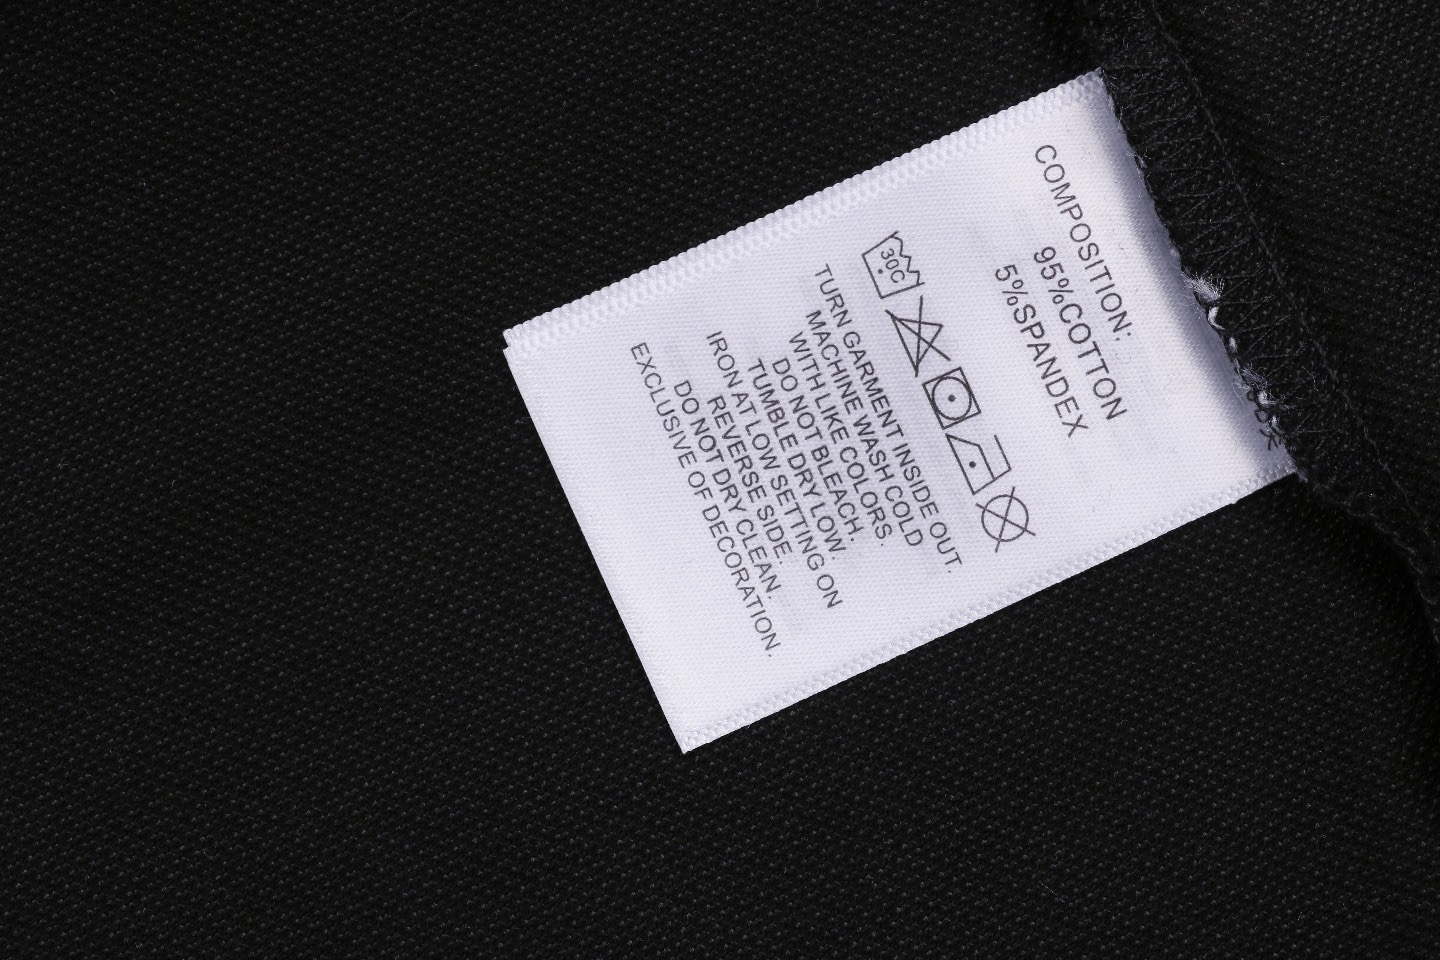 COMPOSITION:
95%COTTON
5%SPANDEX
30C
TURN GARMENT INSIDE OUT.
MACHINE WASH COLD
WITH LIKE COLORS.
DO NOT BLEACH.
TUMBLE DRY LOW.
IRON AT LOW SETTING ON
REVERSE SIDE.
DO NOT DRY CLEAN.
EXCLUSIVE OF DECORATION.